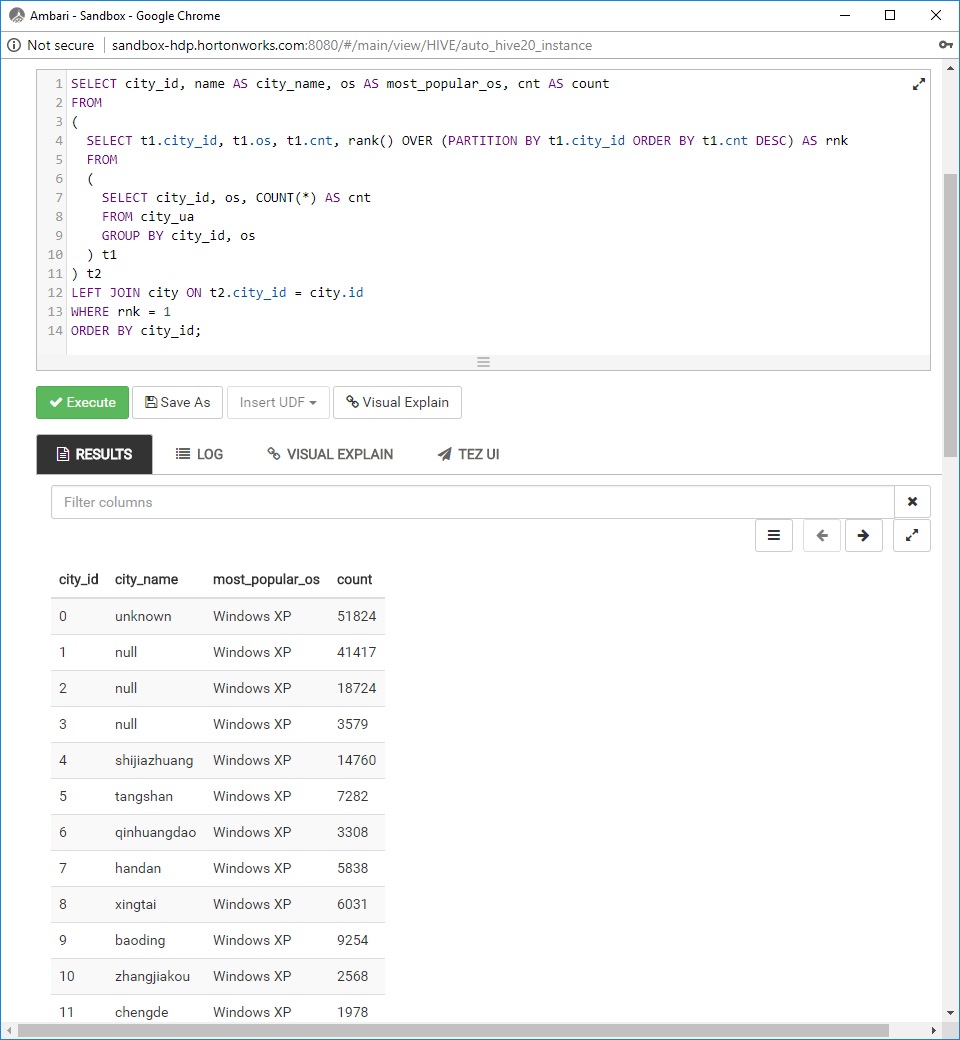 Ambari - Sandbox - Google Chrome
Not secure | sandbox-hdp.hortonworks.com:8080/#/main/view/HIVE/auto_hive20_instance
1 SELECT city_id, name AS city_name, os AS most_popular_os, cnt AS count
2 FROM
3 (
4   SELECT t1.city_id, t1.os, t1.cnt, rank() OVER (PARTITION BY t1.city_id ORDER BY t1.cnt DESC) AS rnk
5   FROM
6   (
7     SELECT city_id, os, COUNT(*) AS cnt
8     FROM city_ua
9     GROUP BY city_id, os
10   ) t1
11 ) t2
12 LEFT JOIN city ON t2.city_id = city.id
13 WHERE rnk = 1
14 ORDER BY city_id;
Execute Save As Insert UDF Visual Explain
RESULTS LOG VISUAL EXPLAIN TEZ UI
Filter columns
city_id city_name most_popular_os count
0 unknown Windows XP 51824
1 null Windows XP 41417
2 null Windows XP 18724
3 null Windows XP 3579
4 shijiazhuang Windows XP 14760
5 tangshan Windows XP 7282
6 qinhuangdao Windows XP 3308
7 handan Windows XP 5838
8 xingtai Windows XP 6031
9 baoding Windows XP 9254
10 zhangjiakou Windows XP 2568
11 chengde Windows XP 1978